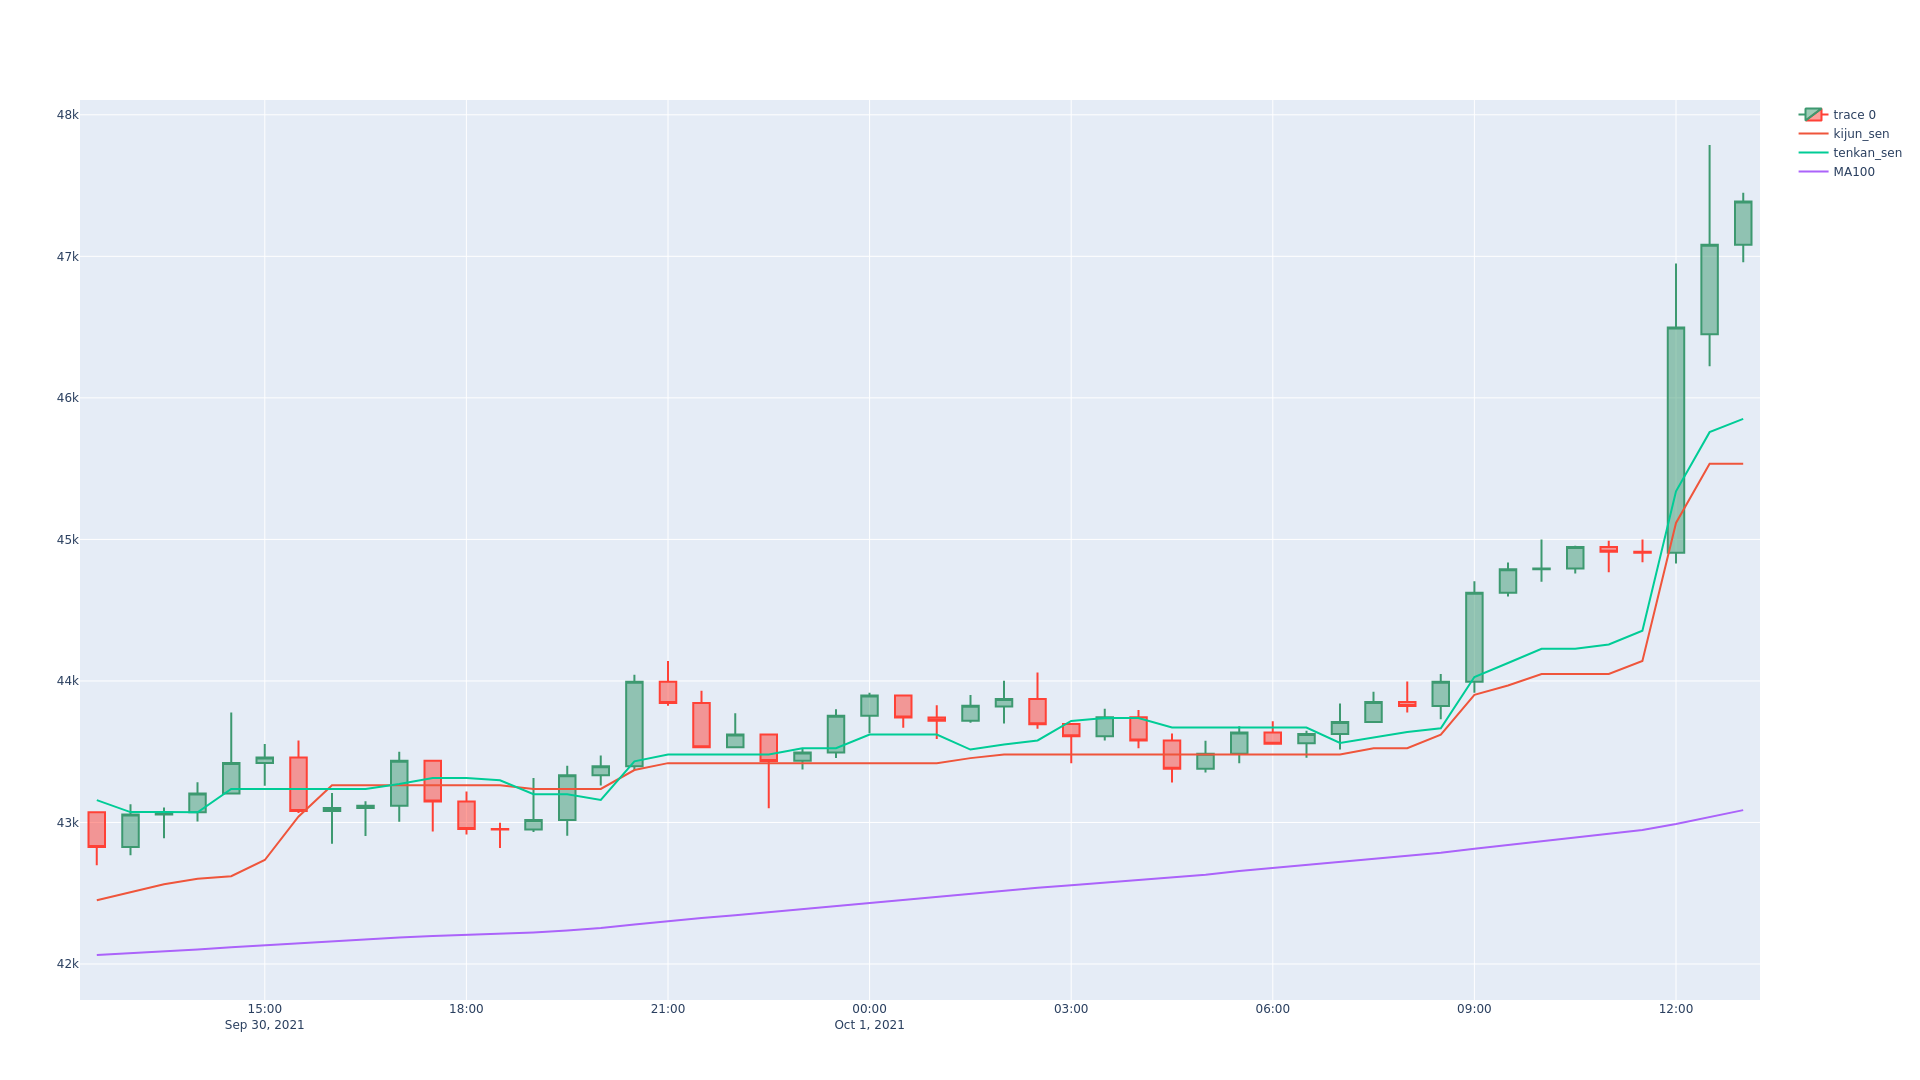 48k
47k
46k
45k
44k
43k
42k
15:00
Sep 30, 2021
18:00
21:00
00:00
Oct 1, 2021
03:00
06:00
09:00
12:00
trace 0
kijun_sen
tenkan_sen
MA100